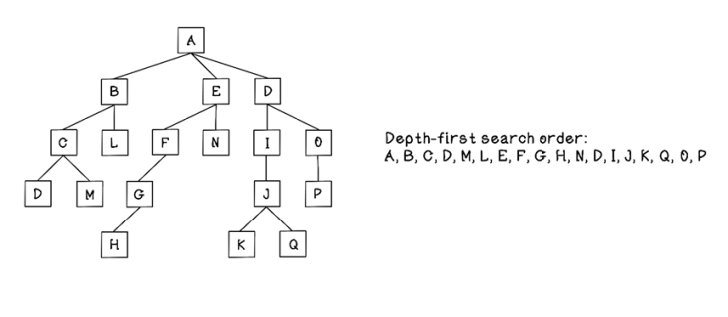 A
B E D
C L F N I O
D M G J P
H K Q
Depth-first search order:
A, B, C, D, M, L, E, F, G, H, N, D, I, J, K, Q, O, P